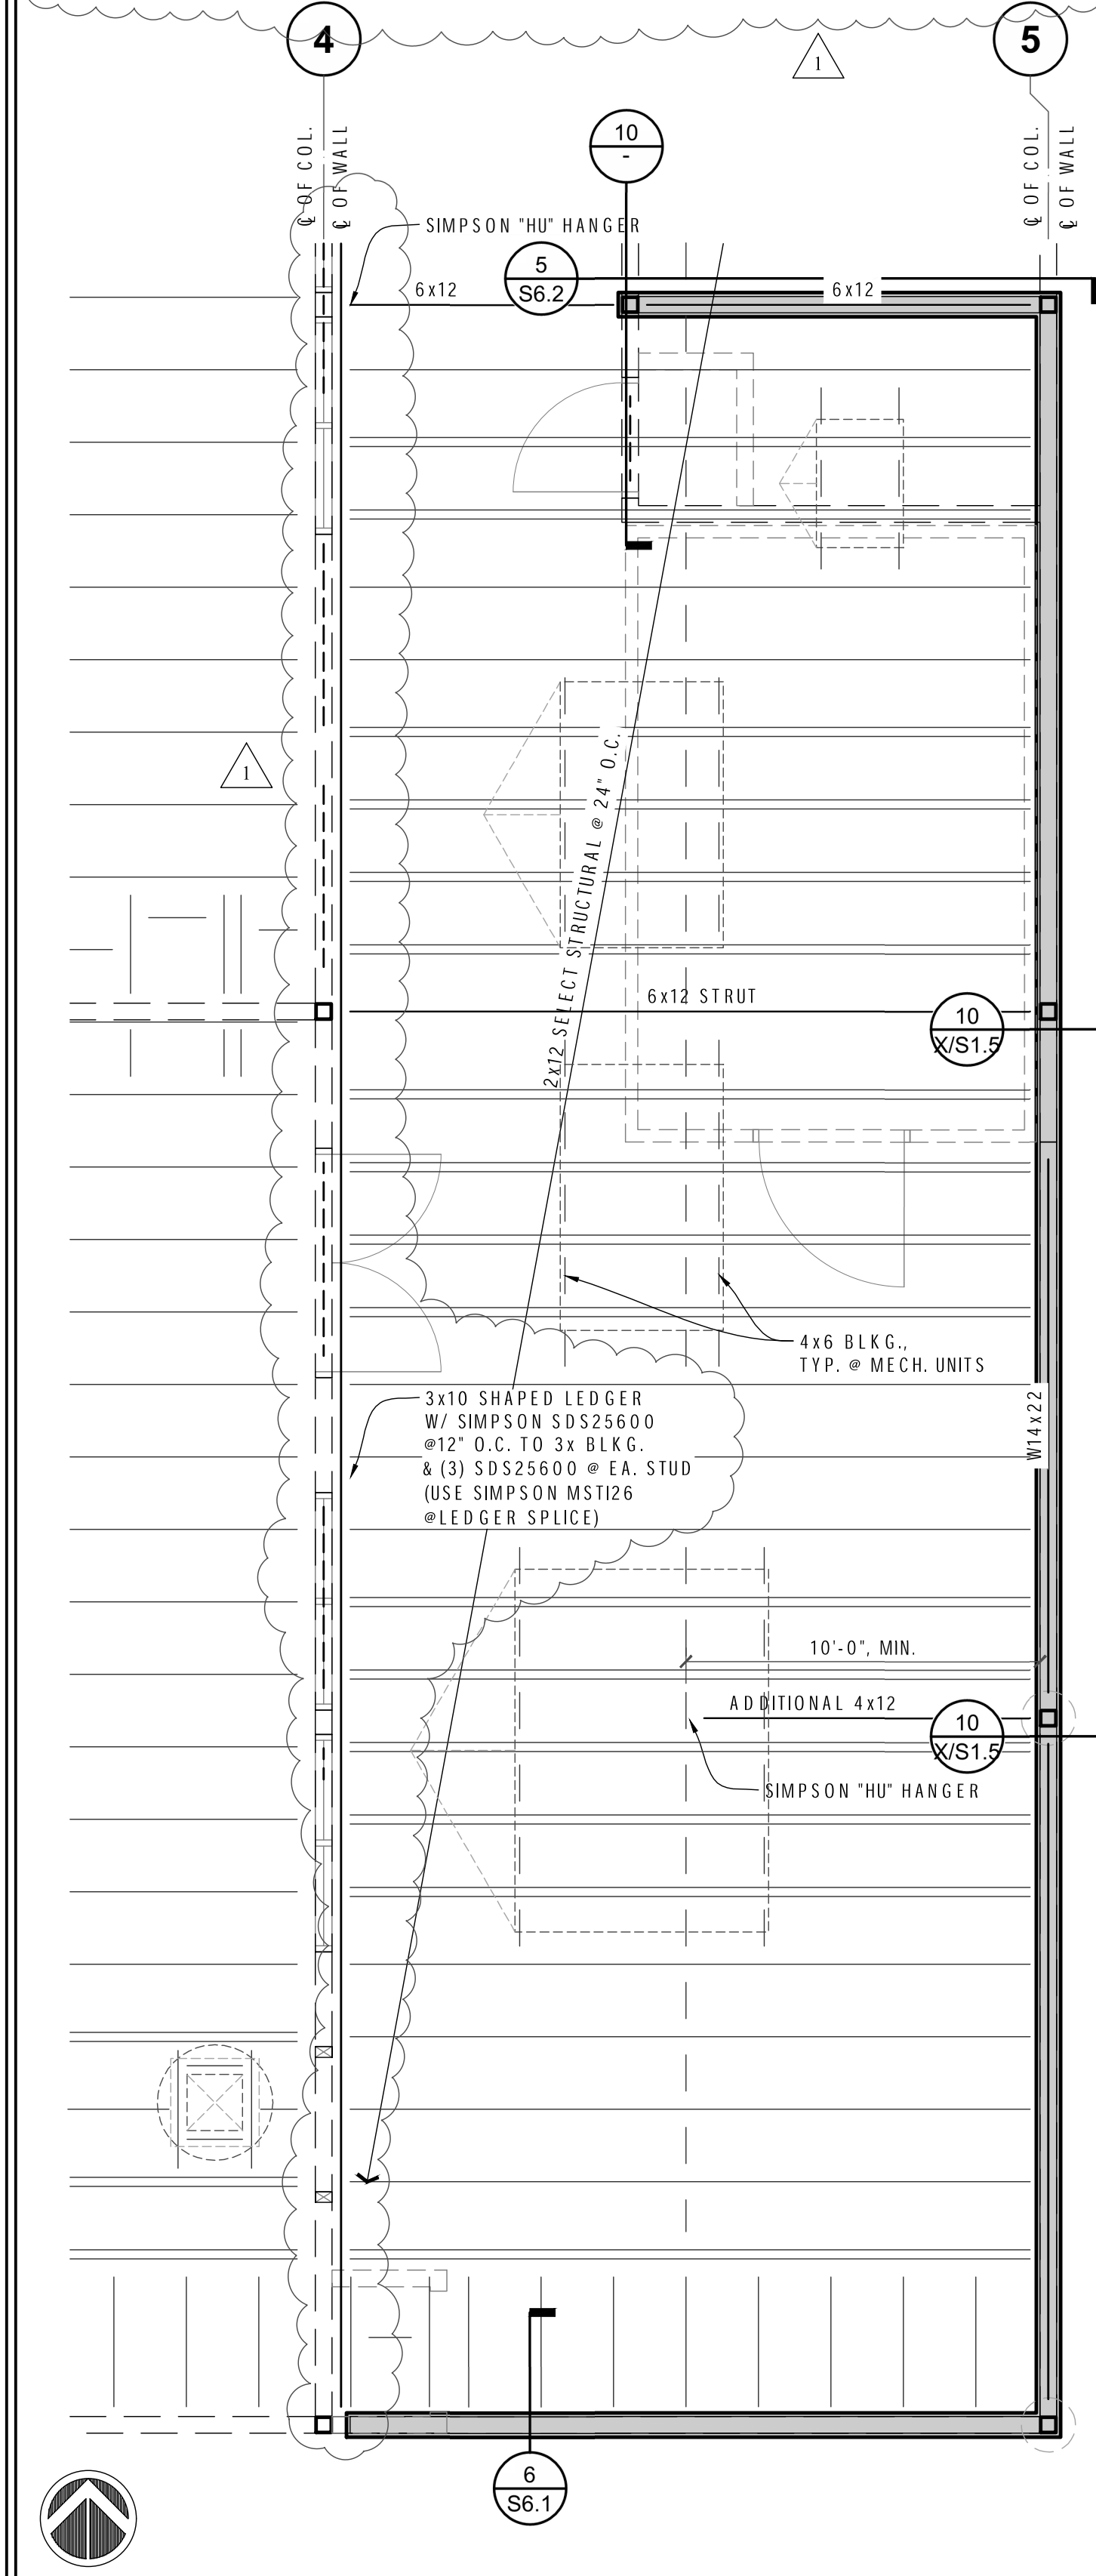 4
5
1
℄ OF COL.
℄ OF WALL
℄ OF COL.
℄ OF WALL
10
-
SIMPSON "HU" HANGER
5
S6.2
6x12
6x12
1
2x12 SELECT STRUCTURAL @ 24" O.C.
6x12 STRUT
10
X/S1.5
4x6 BLKG.,
TYP. @ MECH. UNITS
3x10 SHAPED LEDGER
W/ SIMPSON SDS25600
@12" O.C. TO 3x BLKG.
& (3) SDS25600 @ EA. STUD
(USE SIMPSON MSTI26
@LEDGER SPLICE)
W14x22
10'-0", MIN.
ADDITIONAL 4x12
10
X/S1.5
SIMPSON "HU" HANGER
6
S6.1